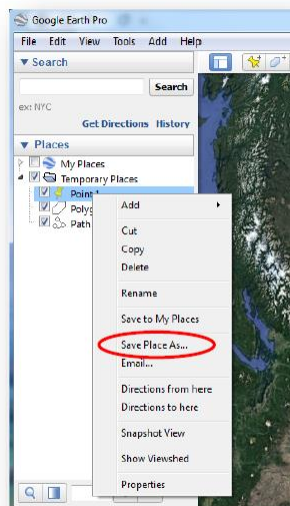 Google Earth Pro
File Edit View Tools Add Help
Search
Search
ex: NYC
Get Directions History
Places
My Places
Temporary Places
Point
Polyg
Path
Add
Cut
Copy
Delete
Rename
Save to My Places
Save Place As...
Email...
Directions from here
Directions to here
Snapshot View
Show Viewshed
Properties